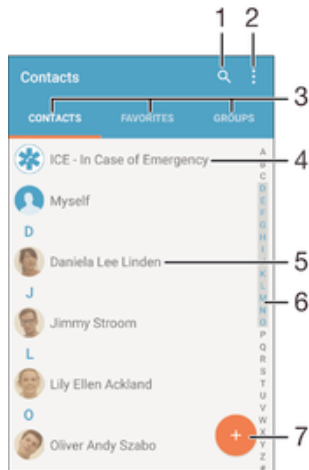 1 2
Contacts
3
CONTACTS FAVORITES GROUPS
ICE - In Case of Emergency 4
Myself
D
Daniela Lee Linden 5
J
Jimmy Stroom
6
L
Lily Ellen Ackland
O
Oliver Andy Szabo
+ 7
A
B
C
D
E
F
G
H
I
J
K
L
M
N
O
P
Q
R
S
T
U
V
W
X
Y
Z